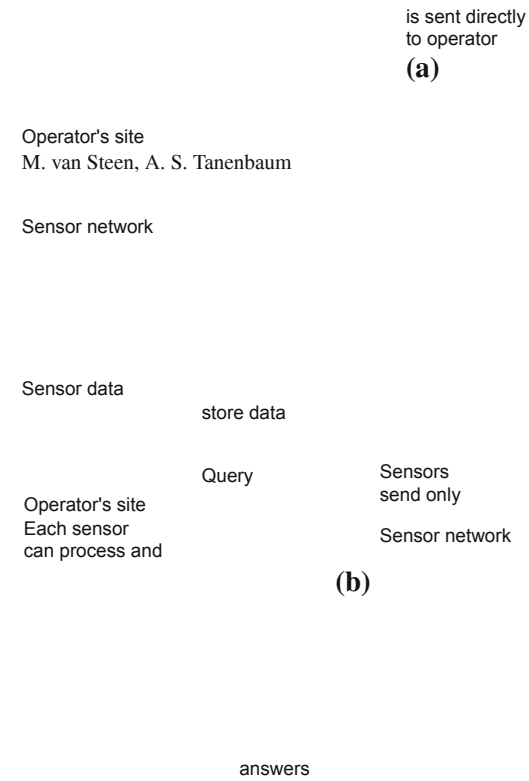 is sent directly
to operator
(a)
Operator's site
M. van Steen, A. S. Tanenbaum
Sensor network
Sensor data
store data
Query
Sensors
send only
Operator's site
Each sensor
can process and
Sensor network
(b)
answers